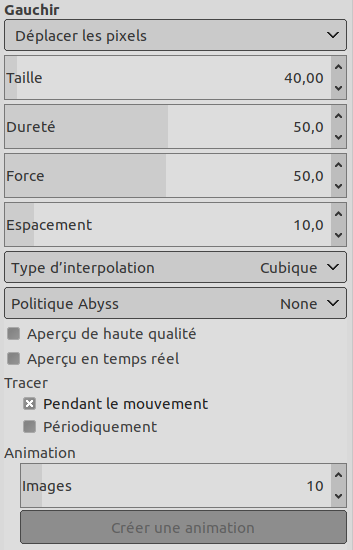 Gauchir
Déplacer les pixels
Taille 40,00
Dureté 50,0
Force 50,0
Espacement 10,0
Type d’interpolation Cubique
Politique Abyss None
Aperçu de haute qualité
Aperçu en temps réel
Tracer
Pendant le mouvement
Périodiquement
Animation
Images 10
Créer une animation